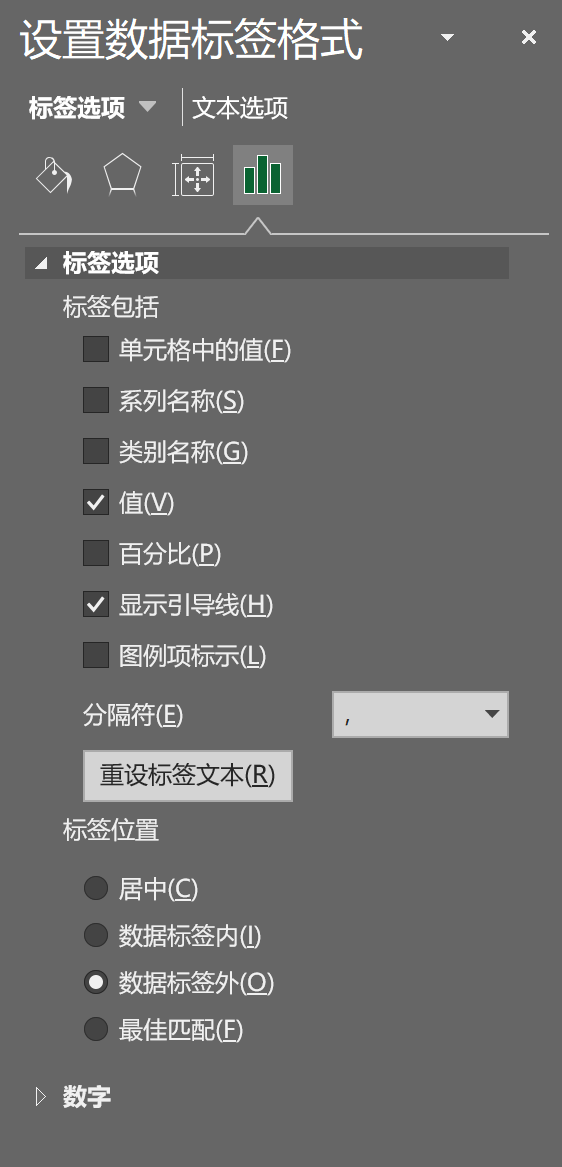 设置数据标签格式
标签选项 文本选项
标签选项
标签包括
单元格中的值(F)
系列名称(S)
类别名称(G)
值(V)
百分比(P)
显示引导线(H)
图例项标示(L)
分隔符(E) ,
重设标签文本(R)
标签位置
居中(C)
数据标签内(I)
数据标签外(O)
最佳匹配(F)
数字